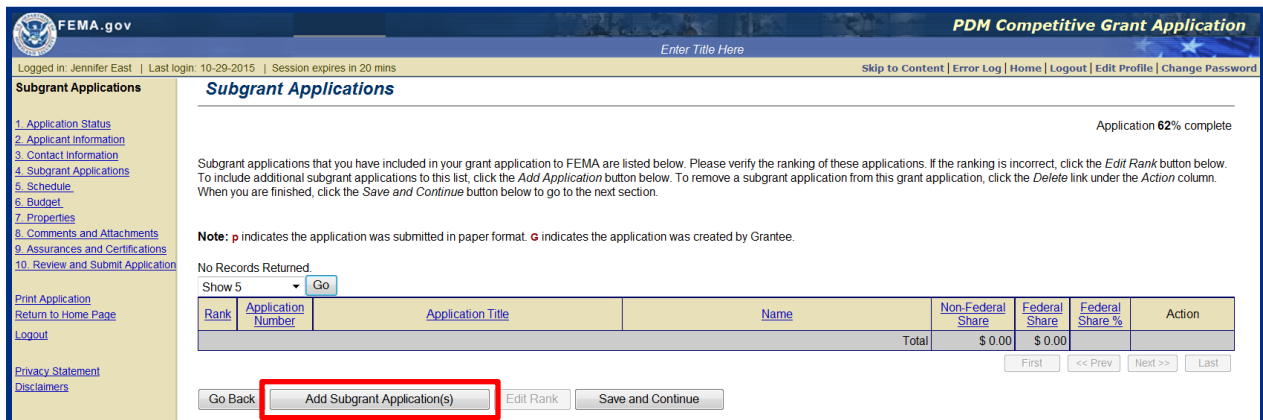 FEMA.gov
PDM Competitive Grant Application
Enter Title Here
Logged in: Jennifer East | Last login: 10-29-2015 | Session expires in 20 mins
Skip to Content | Error Log | Home | Logout | Edit Profile | Change Password
Subgrant Applications
1. Application Status
2. Applicant Information
3. Contact Information
4. Subgrant Applications
5. Schedule
6. Budget
7. Properties
8. Comments and Attachments
9. Assurances and Certifications
10. Review and Submit Application
Print Application
Return to Home Page
Logout
Privacy Statement
Disclaimers
Subgrant Applications
Application 62% complete
Subgrant applications that you have included in your grant application to FEMA are listed below. Please verify the ranking of these applications. If the ranking is incorrect, click the Edit Rank button below.
To include additional subgrant applications to this list, click the Add Application button below. To remove a subgrant application from this grant application, click the Delete link under the Action column.
When you are finished, click the Save and Continue button below to go to the next section.
Note: p indicates the application was submitted in paper format. G indicates the application was created by Grantee.
No Records Returned.
Show 5 Go
Rank Application Number Application Title Name Non-Federal Share Federal Share Federal Share % Action
Total $ 0.00 $ 0.00
First << Prev Next >> Last
Go Back Add Subgrant Application(s) Edit Rank Save and Continue